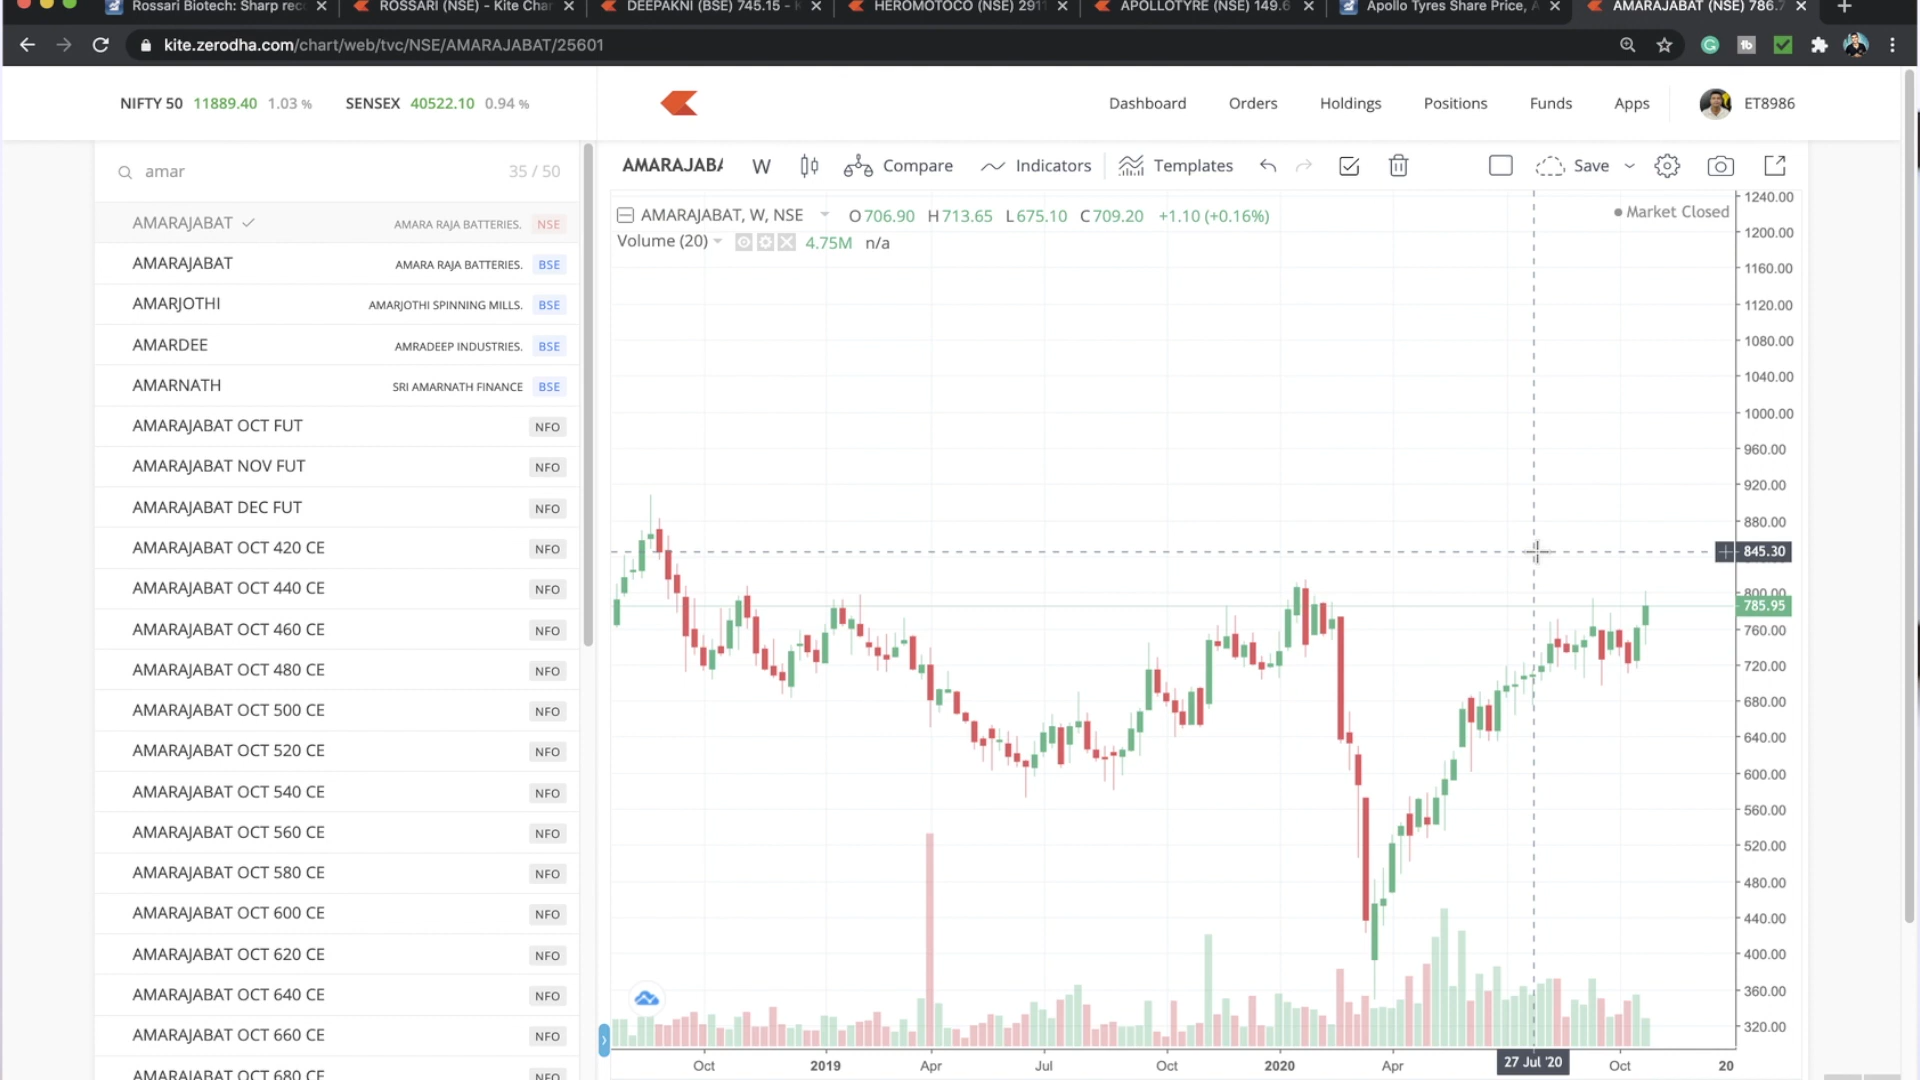 Rossari Biotech: Sharp rec
ROSSARI (NSE) - Kite Char
DEEPAKNI (BSE) 745.15 - K
HEROMOTOCO (NSE) 2911
APOLLOTYRE (NSE) 149.6
Apollo Tyres Share Price, A
AMARAJABAT (NSE) 786.7
kite.zerodha.com/chart/web/tvc/NSE/AMARAJABAT/25601
NIFTY 50 11889.40 1.03 % SENSEX 40522.10 0.94 %
Dashboard Orders Holdings Positions Funds Apps ET8986
amar 35 / 50
AMARAJABAT AMARA RAJA BATTERIES. NSE
AMARAJABAT AMARA RAJA BATTERIES. BSE
AMARJOTHI AMARJOTHI SPINNING MILLS. BSE
AMARDEE AMRADEEP INDUSTRIES. BSE
AMARNATH SRI AMARNATH FINANCE BSE
AMARAJABAT OCT FUT NFO
AMARAJABAT NOV FUT NFO
AMARAJABAT DEC FUT NFO
AMARAJABAT OCT 420 CE NFO
AMARAJABAT OCT 440 CE NFO
AMARAJABAT OCT 460 CE NFO
AMARAJABAT OCT 480 CE NFO
AMARAJABAT OCT 500 CE NFO
AMARAJABAT OCT 520 CE NFO
AMARAJABAT OCT 540 CE NFO
AMARAJABAT OCT 560 CE NFO
AMARAJABAT OCT 580 CE NFO
AMARAJABAT OCT 600 CE NFO
AMARAJABAT OCT 620 CE NFO
AMARAJABAT OCT 640 CE NFO
AMARAJABAT OCT 660 CE NFO
AMARAJABAT OCT 680 CE NFO
AMARAJABA W Compare Indicators Templates Save
AMARAJABAT, W, NSE O706.90 H713.65 L675.10 C709.20 +1.10 (+0.16%)
Market Closed
Volume (20) 4.75M n/a
1240.00
1200.00
1160.00
1120.00
1080.00
1040.00
1000.00
960.00
920.00
880.00
845.30
800.00
785.95
760.00
720.00
680.00
640.00
600.00
560.00
520.00
480.00
440.00
400.00
360.00
320.00
Oct 2019 Apr Jul Oct 2020 Apr 27 Jul '20 Oct 20